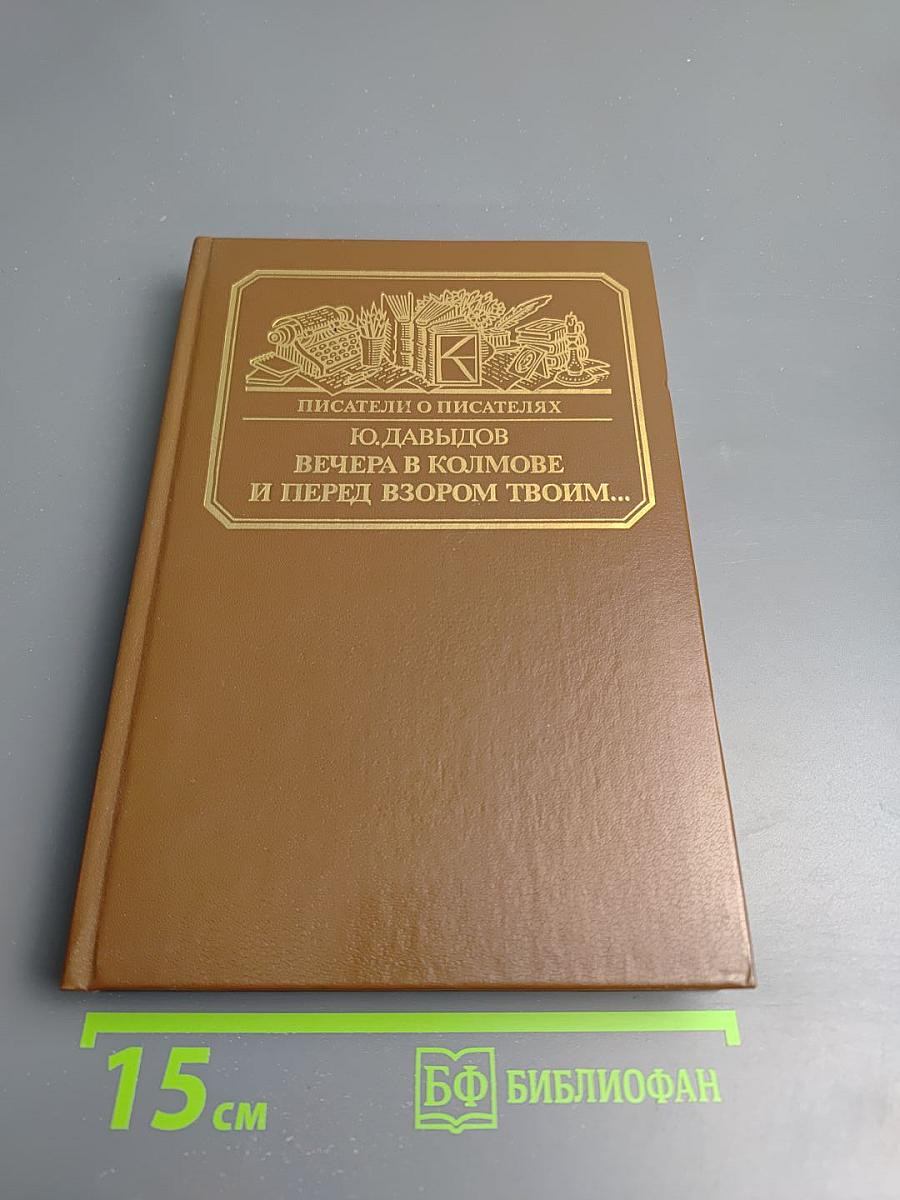 ПИСАТЕЛИ О ПИСАТЕЛЯХ
Ю.ДАВЫДОВ
ВЕЧЕРА В КОЛМОВЕ
И ПЕРЕД ВЗОРОМ ТВОИМ...
15 см
БФ БИБЛИОФАН